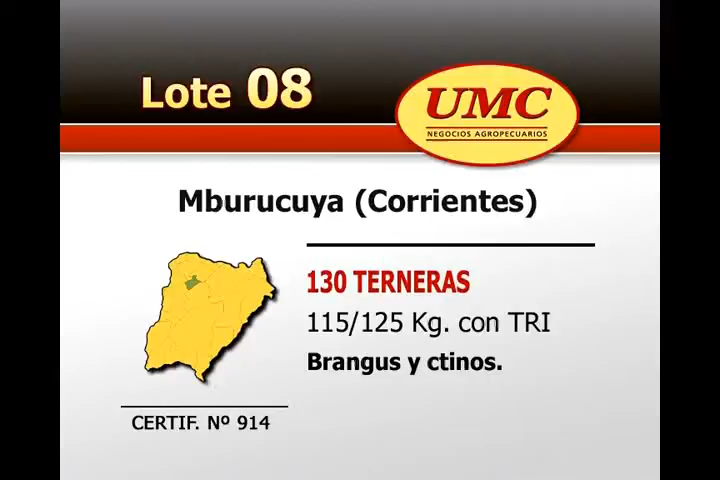 Lote 08
UMC
NEGOCIOS AGROPECUARIOS
Mburucuya (Corrientes)
130 TERNERAS
115/125 Kg. con TRI
Brangus y ctinos.
CERTIF. Nº 914